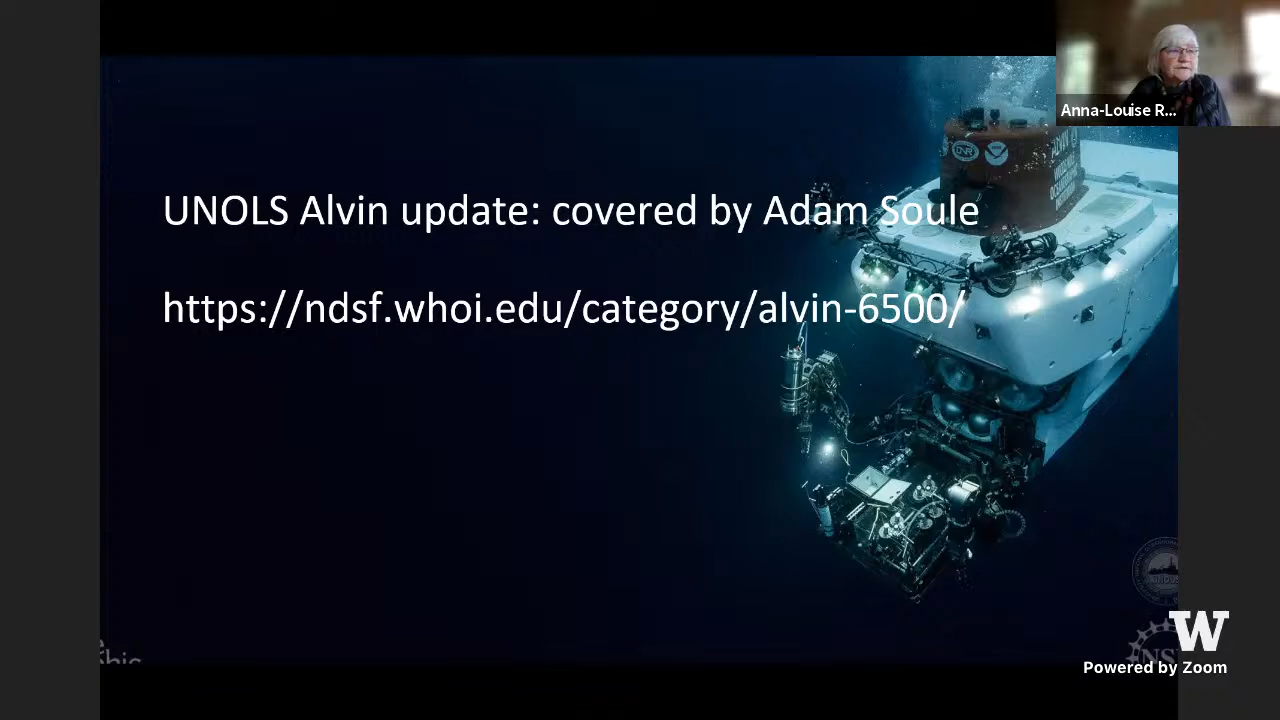 Anna-Louise R...
UNOLS Alvin update: covered by Adam Soule
https://ndsf.whoi.edu/category/alvin-6500/
ALVIN
W
Powered by Zoom